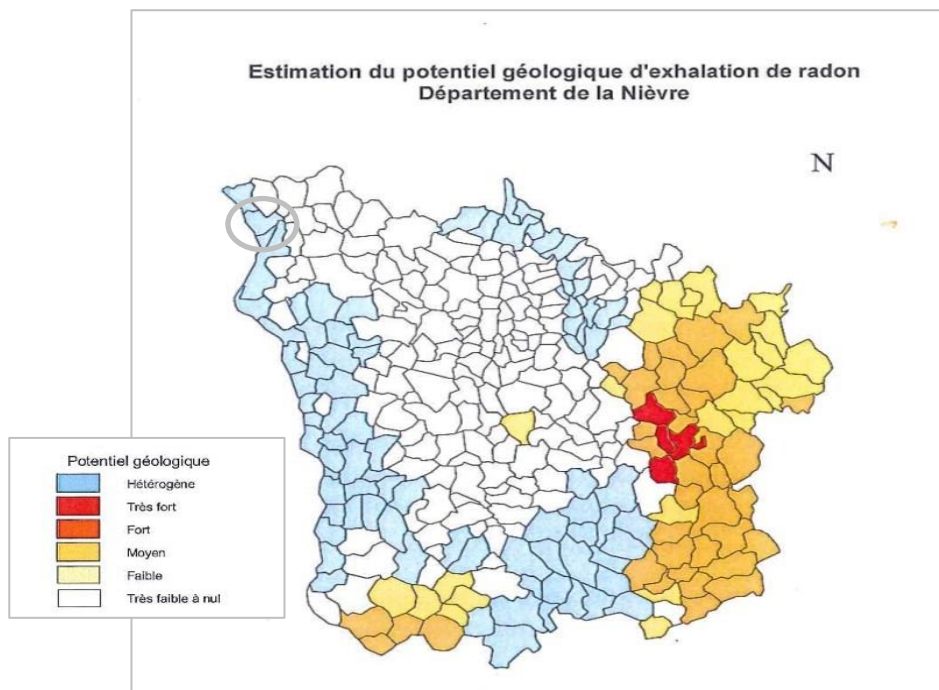 Estimation du potentiel géologique d'exhalation de radon
Département de la Nièvre
N
Potentiel géologique
Hétérogène
Très fort
Fort
Moyen
Faible
Très faible à nul